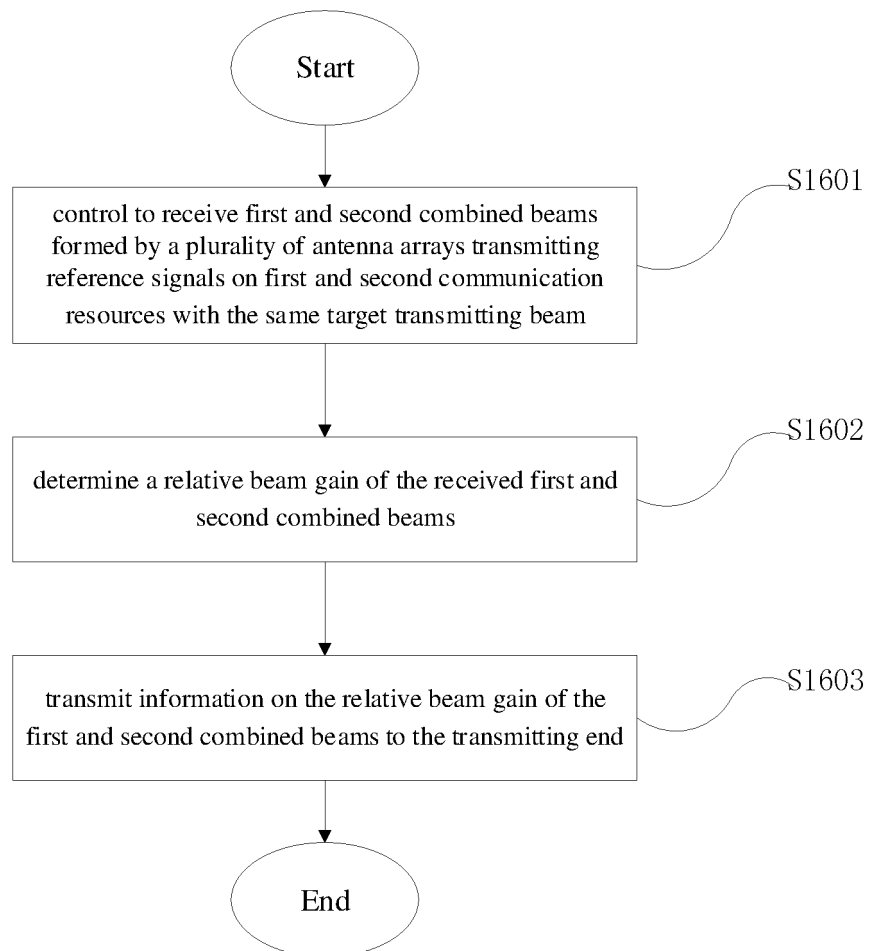 Start
S1601
control to receive first and second combined beams
formed by a plurality of antenna arrays transmitting
reference signals on first and second communication
resources with the same target transmitting beam
S1602
determine a relative beam gain of the received first and
second combined beams
S1603
transmit information on the relative beam gain of the
first and second combined beams to the transmitting end
End